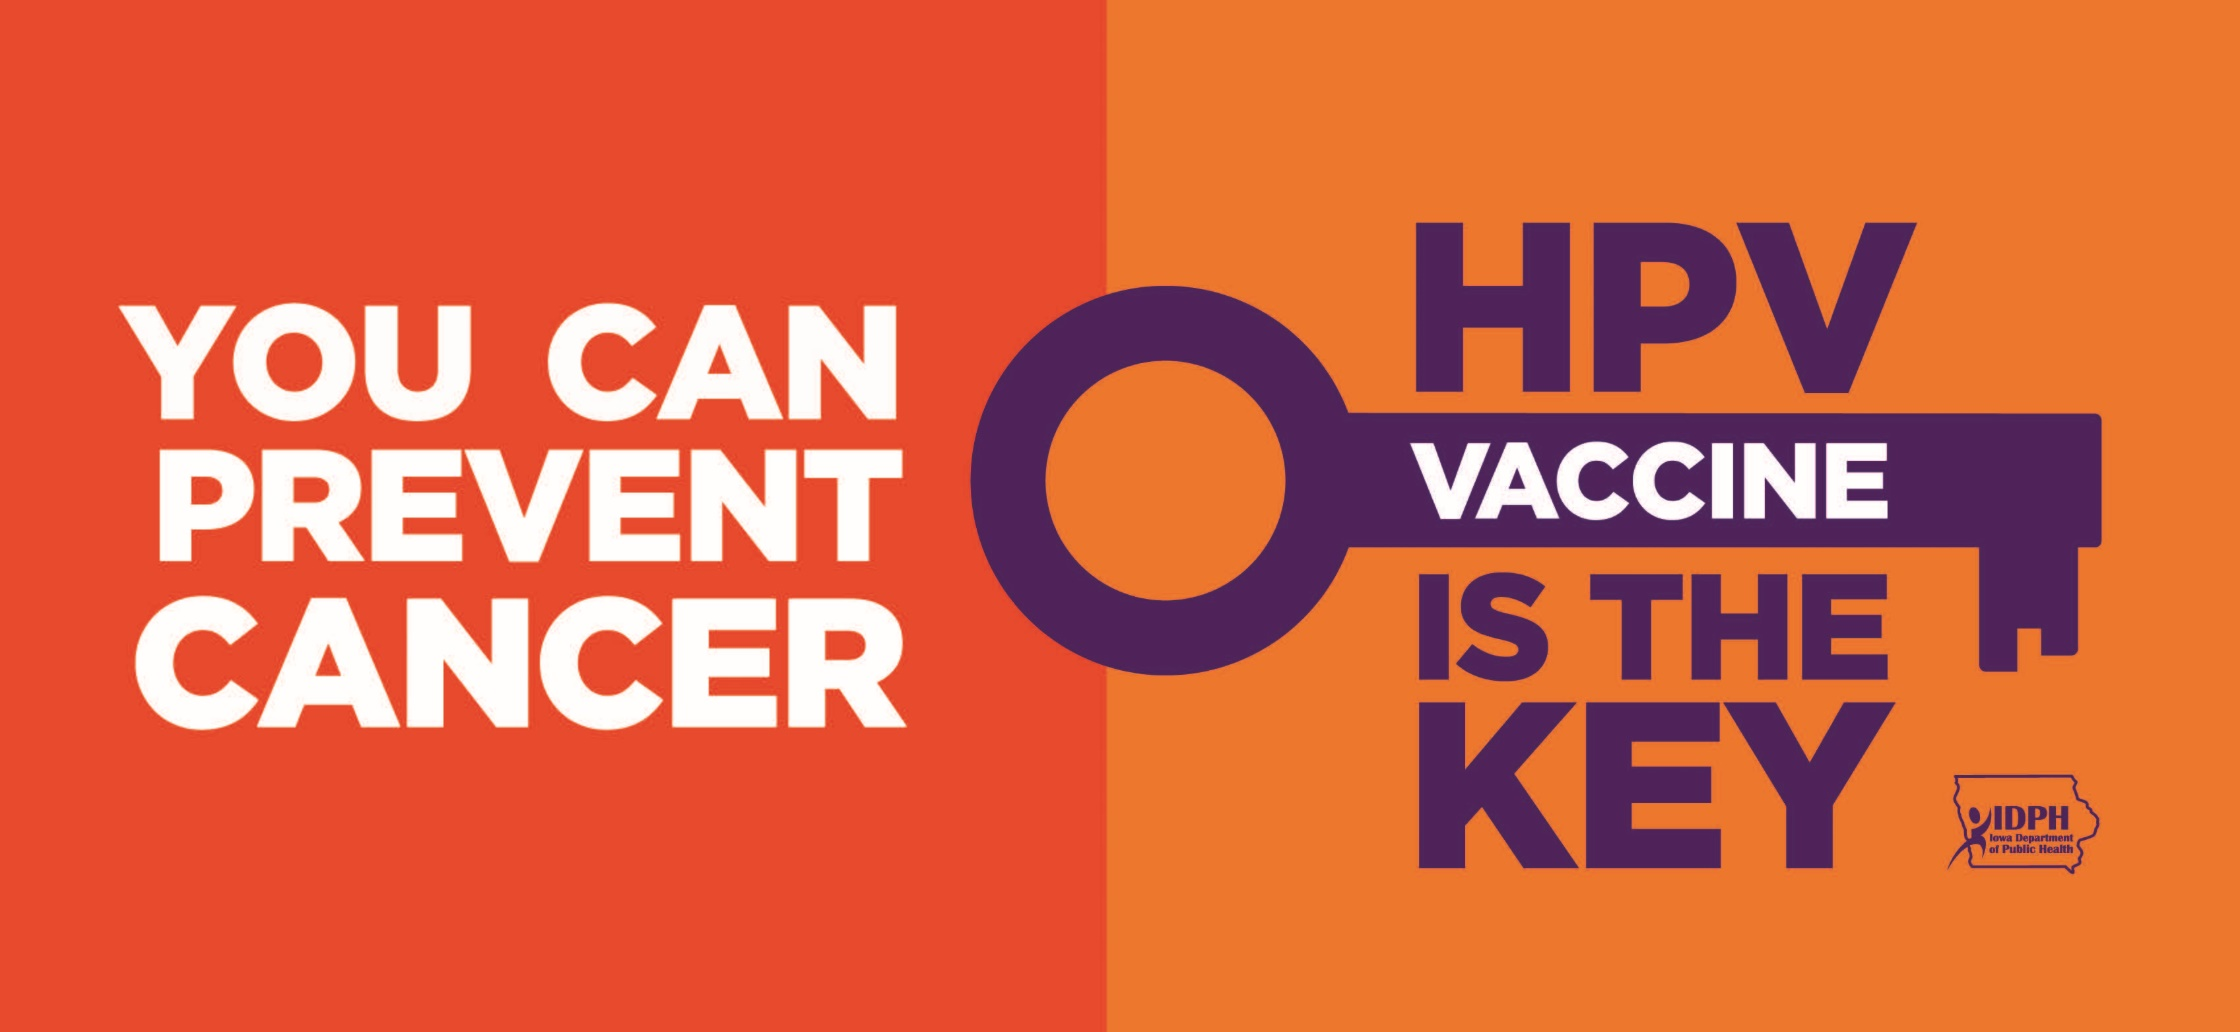 YOU CAN
PREVENT
CANCER
HPV
VACCINE
IS THE
KEY
IDPH
Iowa Department
of Public Health